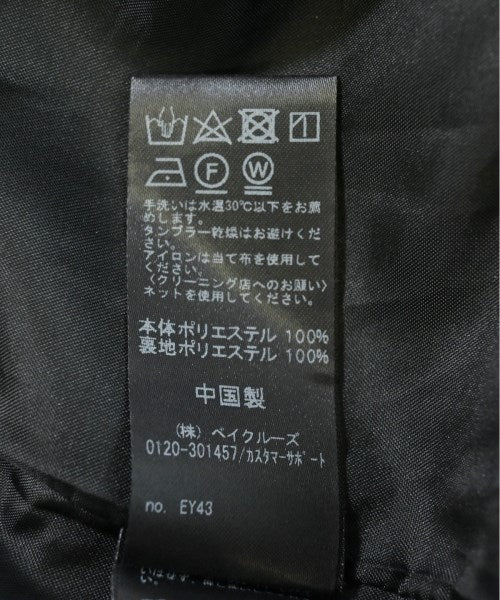 F W
手洗いは水温30℃以下をお薦
めします。
タンブラー乾燥はお避けくだ
さい。
アイロンは当て布を使用して
ください。
〈クリーニング店へのお願い〉
ネットを使用してください。
本体ポリエステル 100%
裏地ポリエステル 100%
中国製
(株) ベイクルーズ
0120-301457/カスタマーサポート
no. EY43